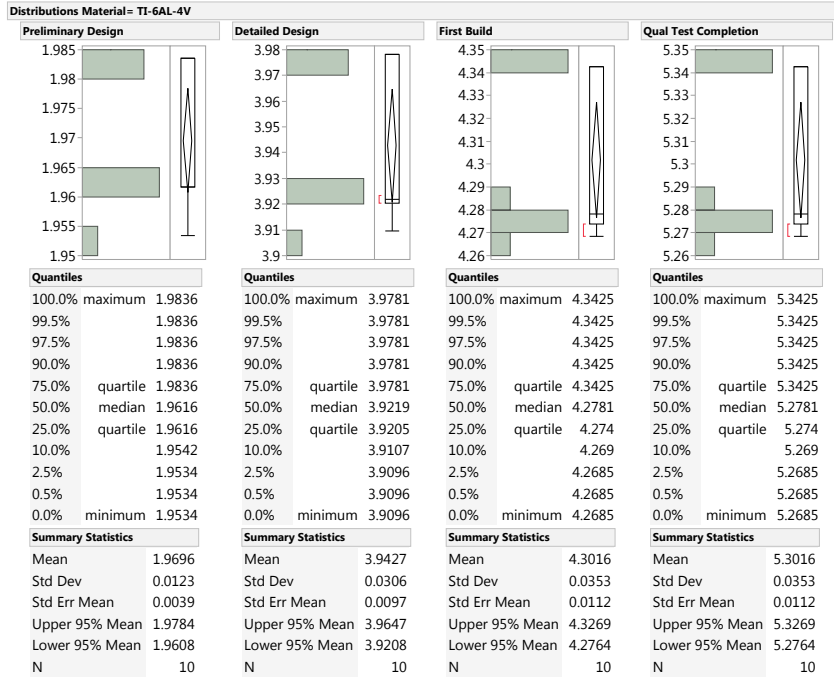 Distributions Material= TI-6AL-4V
Preliminary Design
1.985
1.98
1.975
1.97
1.965
1.96
1.955
1.95
Quantiles
100.0% maximum 1.9836
99.5% 1.9836
97.5% 1.9836
90.0% 1.9836
75.0% quartile 1.9836
50.0% median 1.9616
25.0% quartile 1.9616
10.0% 1.9542
2.5% 1.9534
0.5% 1.9534
0.0% minimum 1.9534
Summary Statistics
Mean 1.9696
Std Dev 0.0123
Std Err Mean 0.0039
Upper 95% Mean 1.9784
Lower 95% Mean 1.9608
N 10
Detailed Design
3.98
3.97
3.96
3.95
3.94
3.93
3.92
3.91
3.9
Quantiles
100.0% maximum 3.9781
99.5% 3.9781
97.5% 3.9781
90.0% 3.9781
75.0% quartile 3.9781
50.0% median 3.9219
25.0% quartile 3.9205
10.0% 3.9107
2.5% 3.9096
0.5% 3.9096
0.0% minimum 3.9096
Summary Statistics
Mean 3.9427
Std Dev 0.0306
Std Err Mean 0.0097
Upper 95% Mean 3.9647
Lower 95% Mean 3.9208
N 10
First Build
4.35
4.34
4.33
4.32
4.31
4.3
4.29
4.28
4.27
4.26
Quantiles
100.0% maximum 4.3425
99.5% 4.3425
97.5% 4.3425
90.0% 4.3425
75.0% quartile 4.3425
50.0% median 4.2781
25.0% quartile 4.274
10.0% 4.269
2.5% 4.2685
0.5% 4.2685
0.0% minimum 4.2685
Summary Statistics
Mean 4.3016
Std Dev 0.0353
Std Err Mean 0.0112
Upper 95% Mean 4.3269
Lower 95% Mean 4.2764
N 10
Qual Test Completion
5.35
5.34
5.33
5.32
5.31
5.3
5.29
5.28
5.27
5.26
Quantiles
100.0% maximum 5.3425
99.5% 5.3425
97.5% 5.3425
90.0% 5.3425
75.0% quartile 5.3425
50.0% median 5.2781
25.0% quartile 5.274
10.0% 5.269
2.5% 5.2685
0.5% 5.2685
0.0% minimum 5.2685
Summary Statistics
Mean 5.3016
Std Dev 0.0353
Std Err Mean 0.0112
Upper 95% Mean 5.3269
Lower 95% Mean 5.2764
N 10